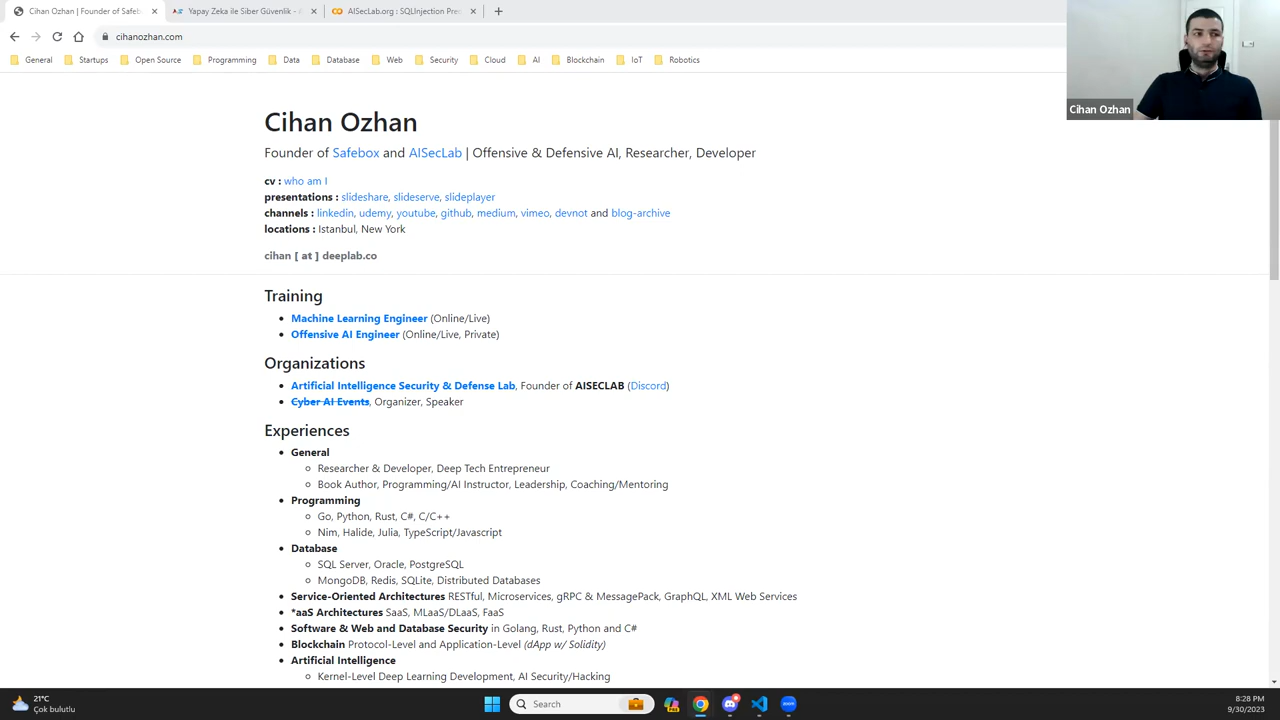 Cihan Ozhan | Founder of Safeb
Yapay Zeka ile Siber Güvenlik - A
AISecLab.org : SQLInjection Prec
cihanozhan.com
General Startups Open Source Programming Data Database Web Security Cloud AI Blockchain IoT Robotics
Cihan Ozhan
Cihan Ozhan
Founder of Safebox and AISecLab | Offensive & Defensive AI, Researcher, Developer
cv : who am I
presentations : slideshare, slideserve, slideplayer
channels : linkedin, udemy, youtube, github, medium, vimeo, devnot and blog-archive
locations : Istanbul, New York
cihan [ at ] deeplab.co
Training
Machine Learning Engineer (Online/Live)
Offensive AI Engineer (Online/Live, Private)
Organizations
Artificial Intelligence Security & Defense Lab, Founder of AISECLAB (Discord)
Cyber AI Events, Organizer, Speaker
Experiences
General
Researcher & Developer, Deep Tech Entrepreneur
Book Author, Programming/AI Instructor, Leadership, Coaching/Mentoring
Programming
Go, Python, Rust, C#, C/C++
Nim, Halide, Julia, TypeScript/Javascript
Database
SQL Server, Oracle, PostgreSQL
MongoDB, Redis, SQLite, Distributed Databases
Service-Oriented Architectures RESTful, Microservices, gRPC & MessagePack, GraphQL, XML Web Services
*aaS Architectures SaaS, MLaaS/DLaaS, FaaS
Software & Web and Database Security in Golang, Rust, Python and C#
Blockchain Protocol-Level and Application-Level (dApp w/ Solidity)
Artificial Intelligence
Kernel-Level Deep Learning Development, AI Security/Hacking
21°C
Çok bulutlu
Search
zoom
8:28 PM
9/30/2023